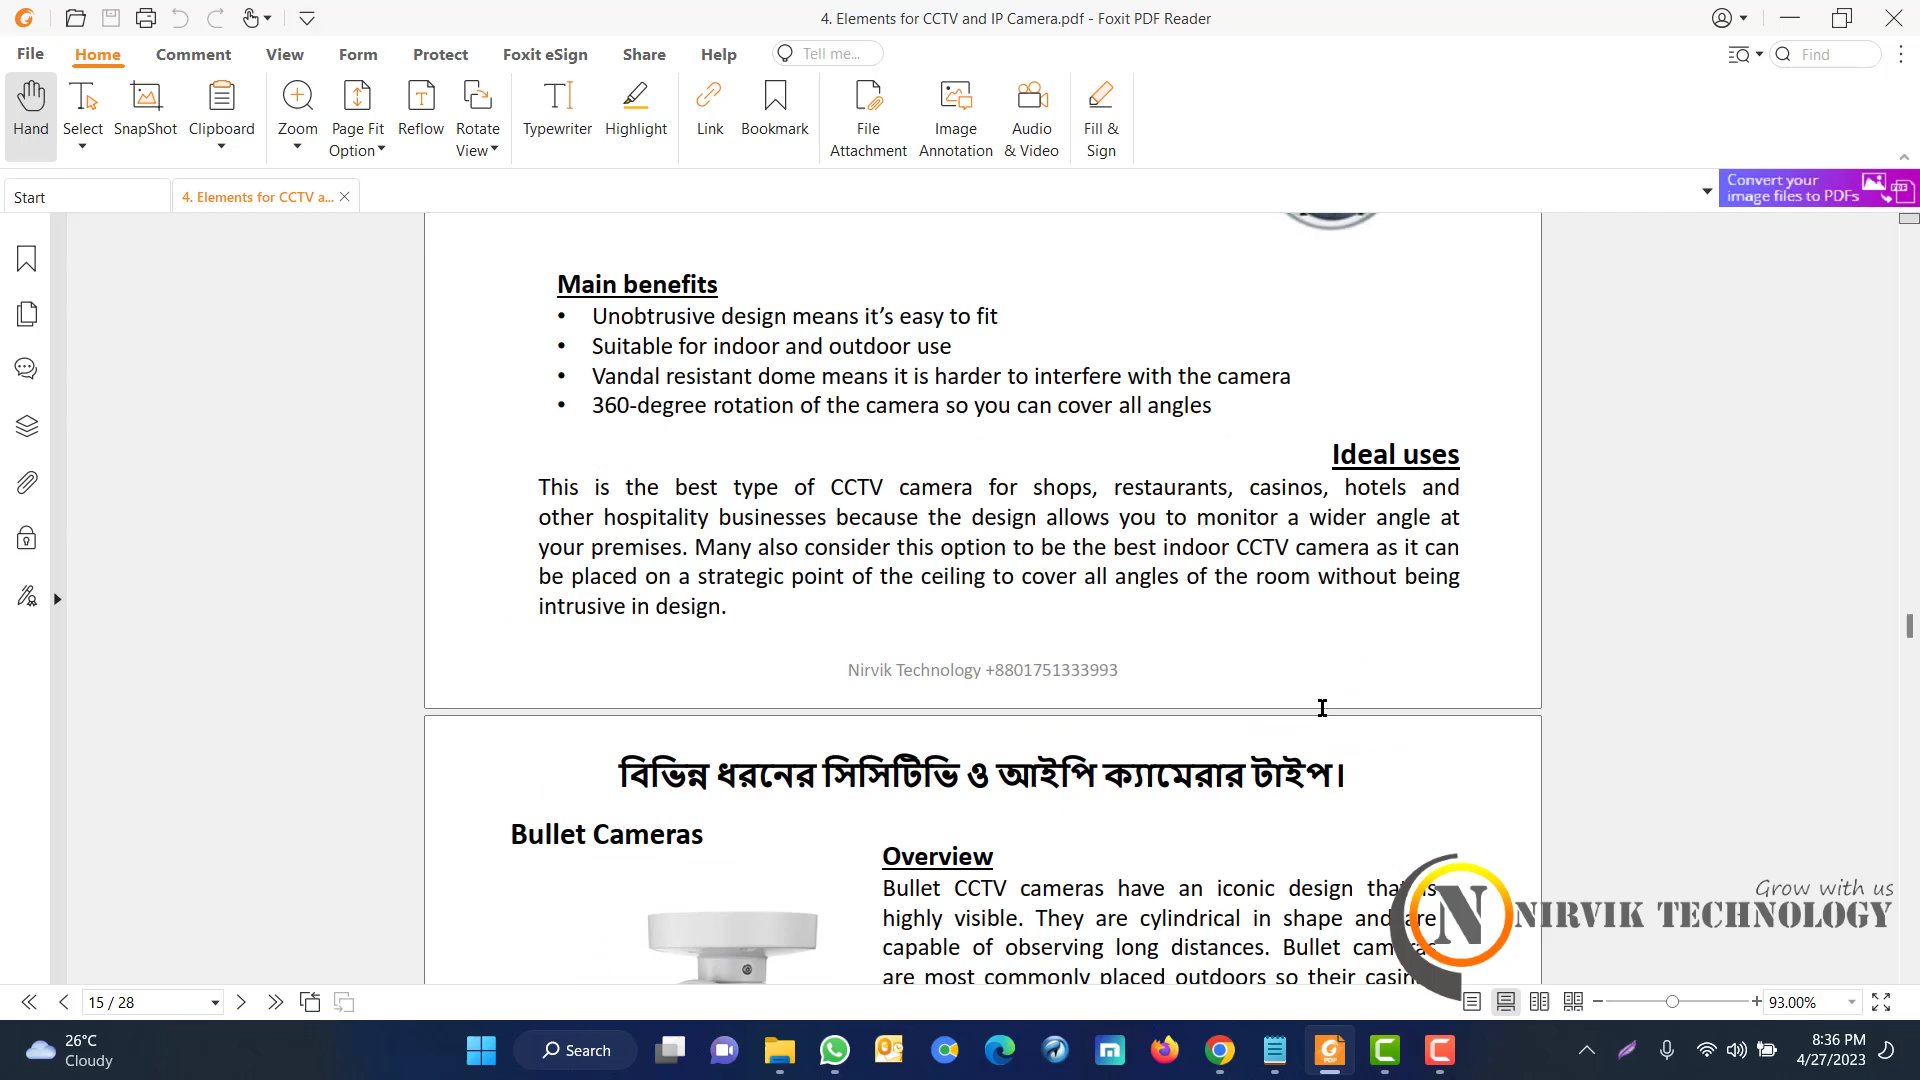 4. Elements for CCTV and IP Camera.pdf - Foxit PDF Reader
File Home Comment View Form Protect Foxit eSign Share Help Tell me... Find
Hand Select SnapShot Clipboard Zoom Page Fit Option Reflow Rotate View Typewriter Highlight Link Bookmark File Attachment Image Annotation Audio & Video Fill & Sign
Start 4. Elements for CCTV a...
Convert your
image files to PDFs
Main benefits
• Unobtrusive design means it’s easy to fit
• Suitable for indoor and outdoor use
• Vandal resistant dome means it is harder to interfere with the camera
• 360-degree rotation of the camera so you can cover all angles
Ideal uses
This is the best type of CCTV camera for shops, restaurants, casinos, hotels and
other hospitality businesses because the design allows you to monitor a wider angle at
your premises. Many also consider this option to be the best indoor CCTV camera as it can
be placed on a strategic point of the ceiling to cover all angles of the room without being
intrusive in design.
Nirvik Technology +8801751333993
বিভিন্ন ধরনের সিসিটিভি ও আইপি ক্যামেরার টাইপ।
Bullet Cameras
Overview
Bullet CCTV cameras have an iconic design that is
highly visible. They are cylindrical in shape and are
capable of observing long distances. Bullet cameras
are most commonly placed outdoors so their casing
Grow with us
N NIRVIK TECHNOLOGY
15 / 28
93.00%
26°C
Cloudy
Search
8:36 PM
4/27/2023